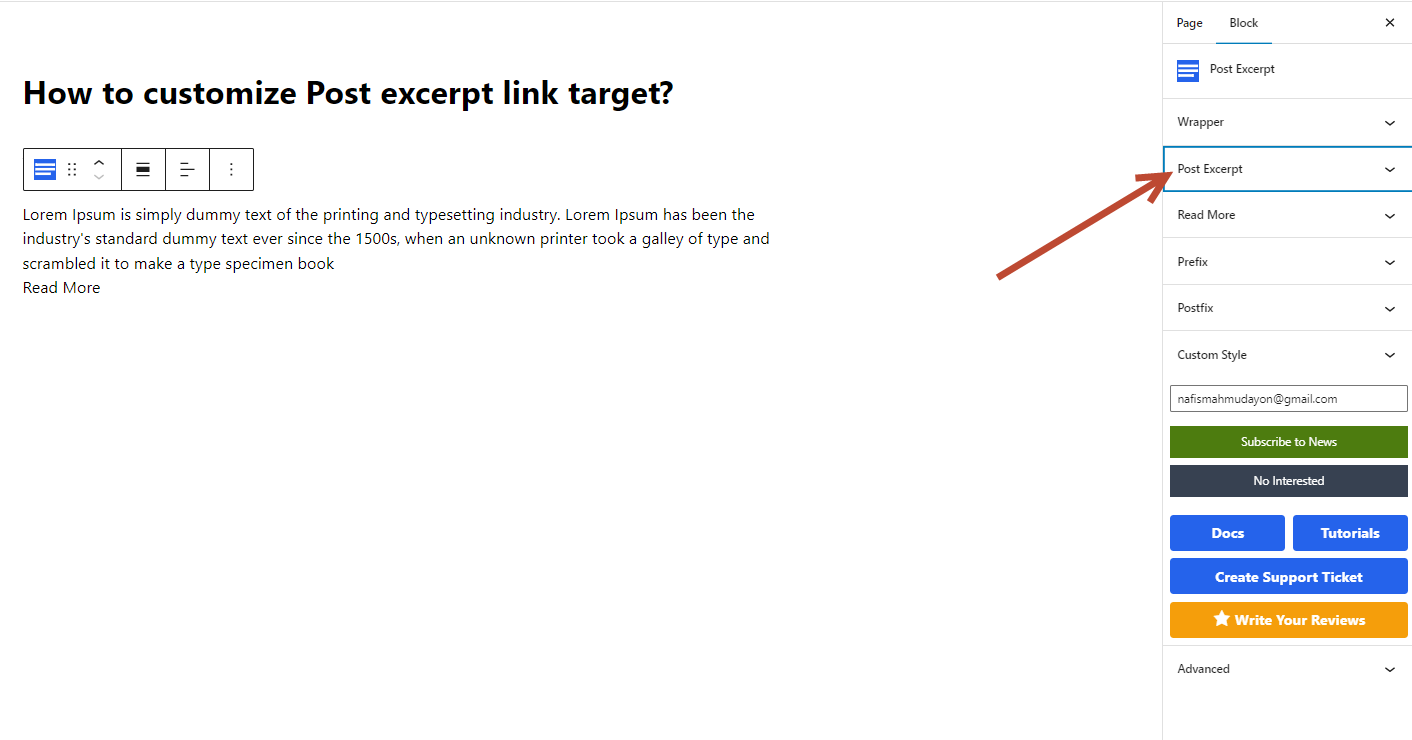 How to customize Post excerpt link target?
Lorem Ipsum is simply dummy text of the printing and typesetting industry. Lorem Ipsum has been the
industry's standard dummy text ever since the 1500s, when an unknown printer took a galley of type and
scrambled it to make a type specimen book
Read More
Page Block
Post Excerpt
Wrapper
Post Excerpt
Read More
Prefix
Postfix
Custom Style
nafismahmudayon@gmail.com
Subscribe to News
No Interested
Docs Tutorials
Create Support Ticket
Write Your Reviews
Advanced